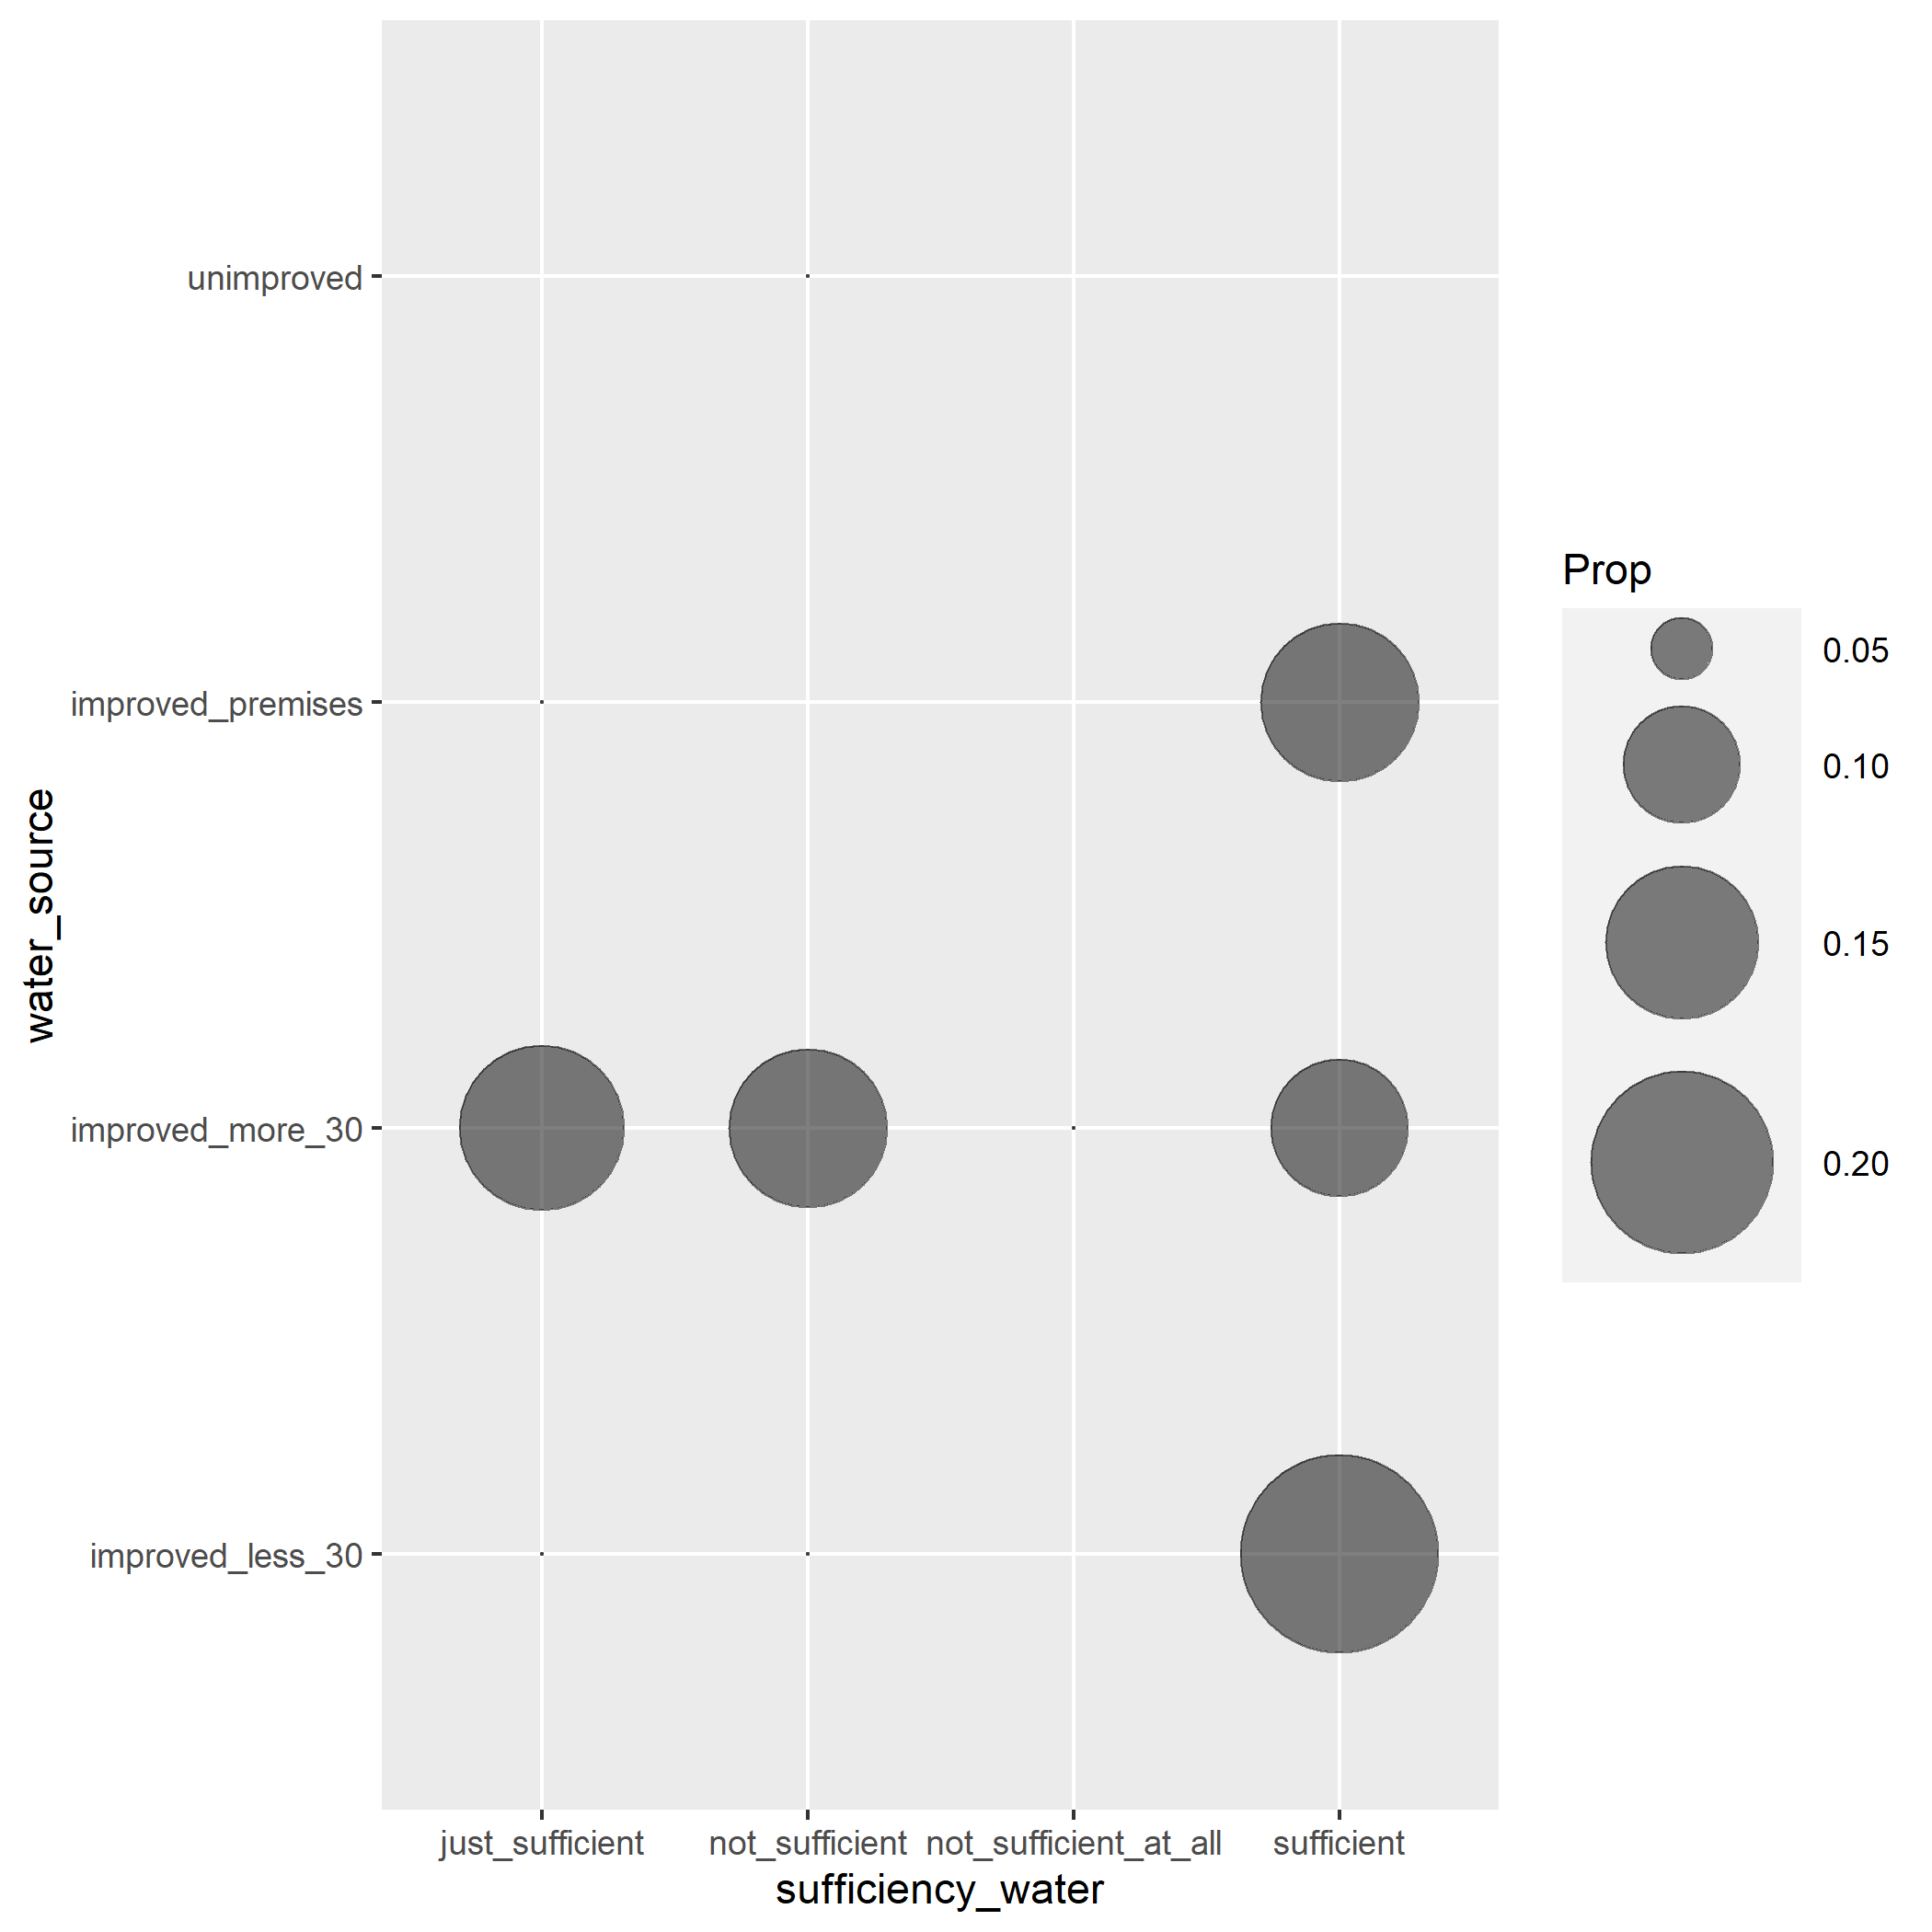 unimproved
improved_premises
improved_more_30
improved_less_30
water_source
just_sufficient
not_sufficient
not_sufficient_at_all
sufficient
sufficiency_water
Prop
0.05
0.10
0.15
0.20